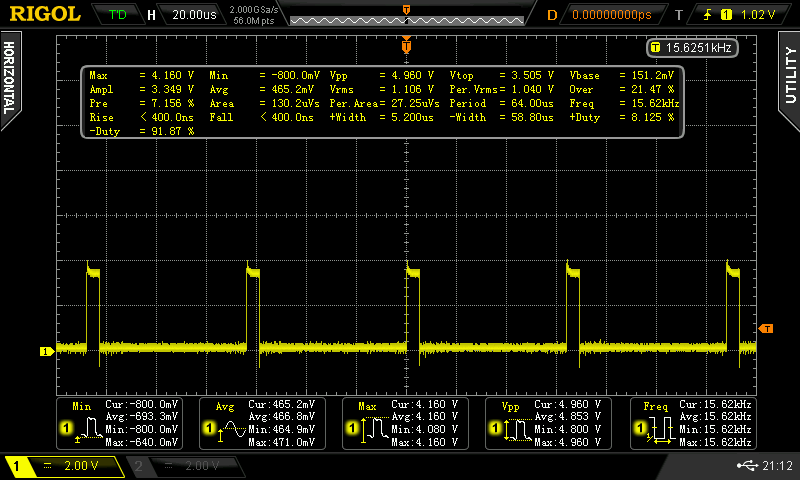 RIGOL T'D H 20.00us 2.000GSa/s 56.0M pts D 0.00000000ps T 1 1.02 V
T
HORIZONTAL
UTILITY
T
T 15.6251kHz
Max = 4.160 V Min = -800.0mV Vpp = 4.960 V Vtop = 3.505 V Vbase = 151.2mV
Ampl = 3.349 V Avg = 465.2mV Vrms = 1.106 V Per.Vrms= 1.040 V Over = 21.47 %
Pre = 7.156 % Area = 130.2uVs Per.Area= 27.25uVs Period = 64.00us Freq = 15.62kHz
Rise < 400.0ns Fall < 400.0ns +Width = 5.200us -Width = 58.80us +Duty = 8.125 %
-Duty = 91.87 %
T
1
Min Cur:-800.0mV Avg Cur:465.2mV Max Cur:4.160 V Vpp Cur:4.960 V Freq Cur:15.62kHz
Avg:-693.3mV Avg:466.8mV Avg:4.160 V Avg:4.853 V Avg:15.62kHz
1 Min:-800.0mV 1 Min:464.9mV 1 Min:4.080 V 1 Min:4.800 V 1 Min:15.62kHz
Max:-640.0mV Max:471.0mV Max:4.160 V Max:4.960 V Max:15.62kHz
1 = 2.00 V 2 = 2.00 V 21:12